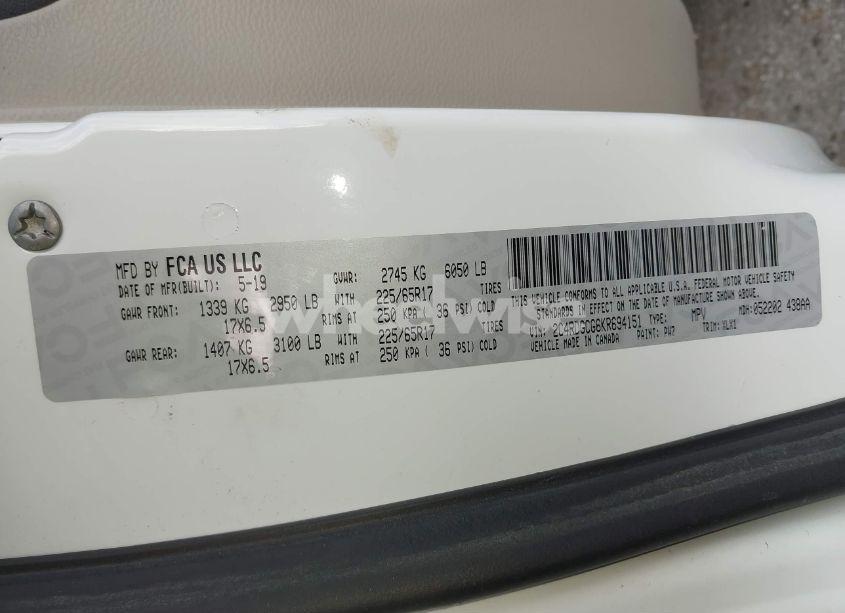 MFD BY FCA US LLC
DATE OF MFR(BUILT): 5-19
GVWR: 2745 KG 6050 LB
GAWR FRONT: 1339 KG 2950 LB WITH 225/65R17 TIRES
17X6.5 RIMS AT 250 KPA ( 36 PSI) COLD
GAWR REAR: 1407 KG 3100 LB WITH 225/65R17 TIRES
17X6.5 RIMS AT 250 KPA ( 36 PSI) COLD
THIS VEHICLE CONFORMS TO ALL APPLICABLE U.S.A. FEDERAL MOTOR VEHICLE SAFETY
STANDARDS IN EFFECT ON THE DATE OF MANUFACTURE SHOWN ABOVE.
VIN: 2C4RDGCG6KR694151 TYPE: MPV MDH: 052202 438AA
VEHICLE MADE IN CANADA PAINT: PW7 TRIM: XLX1